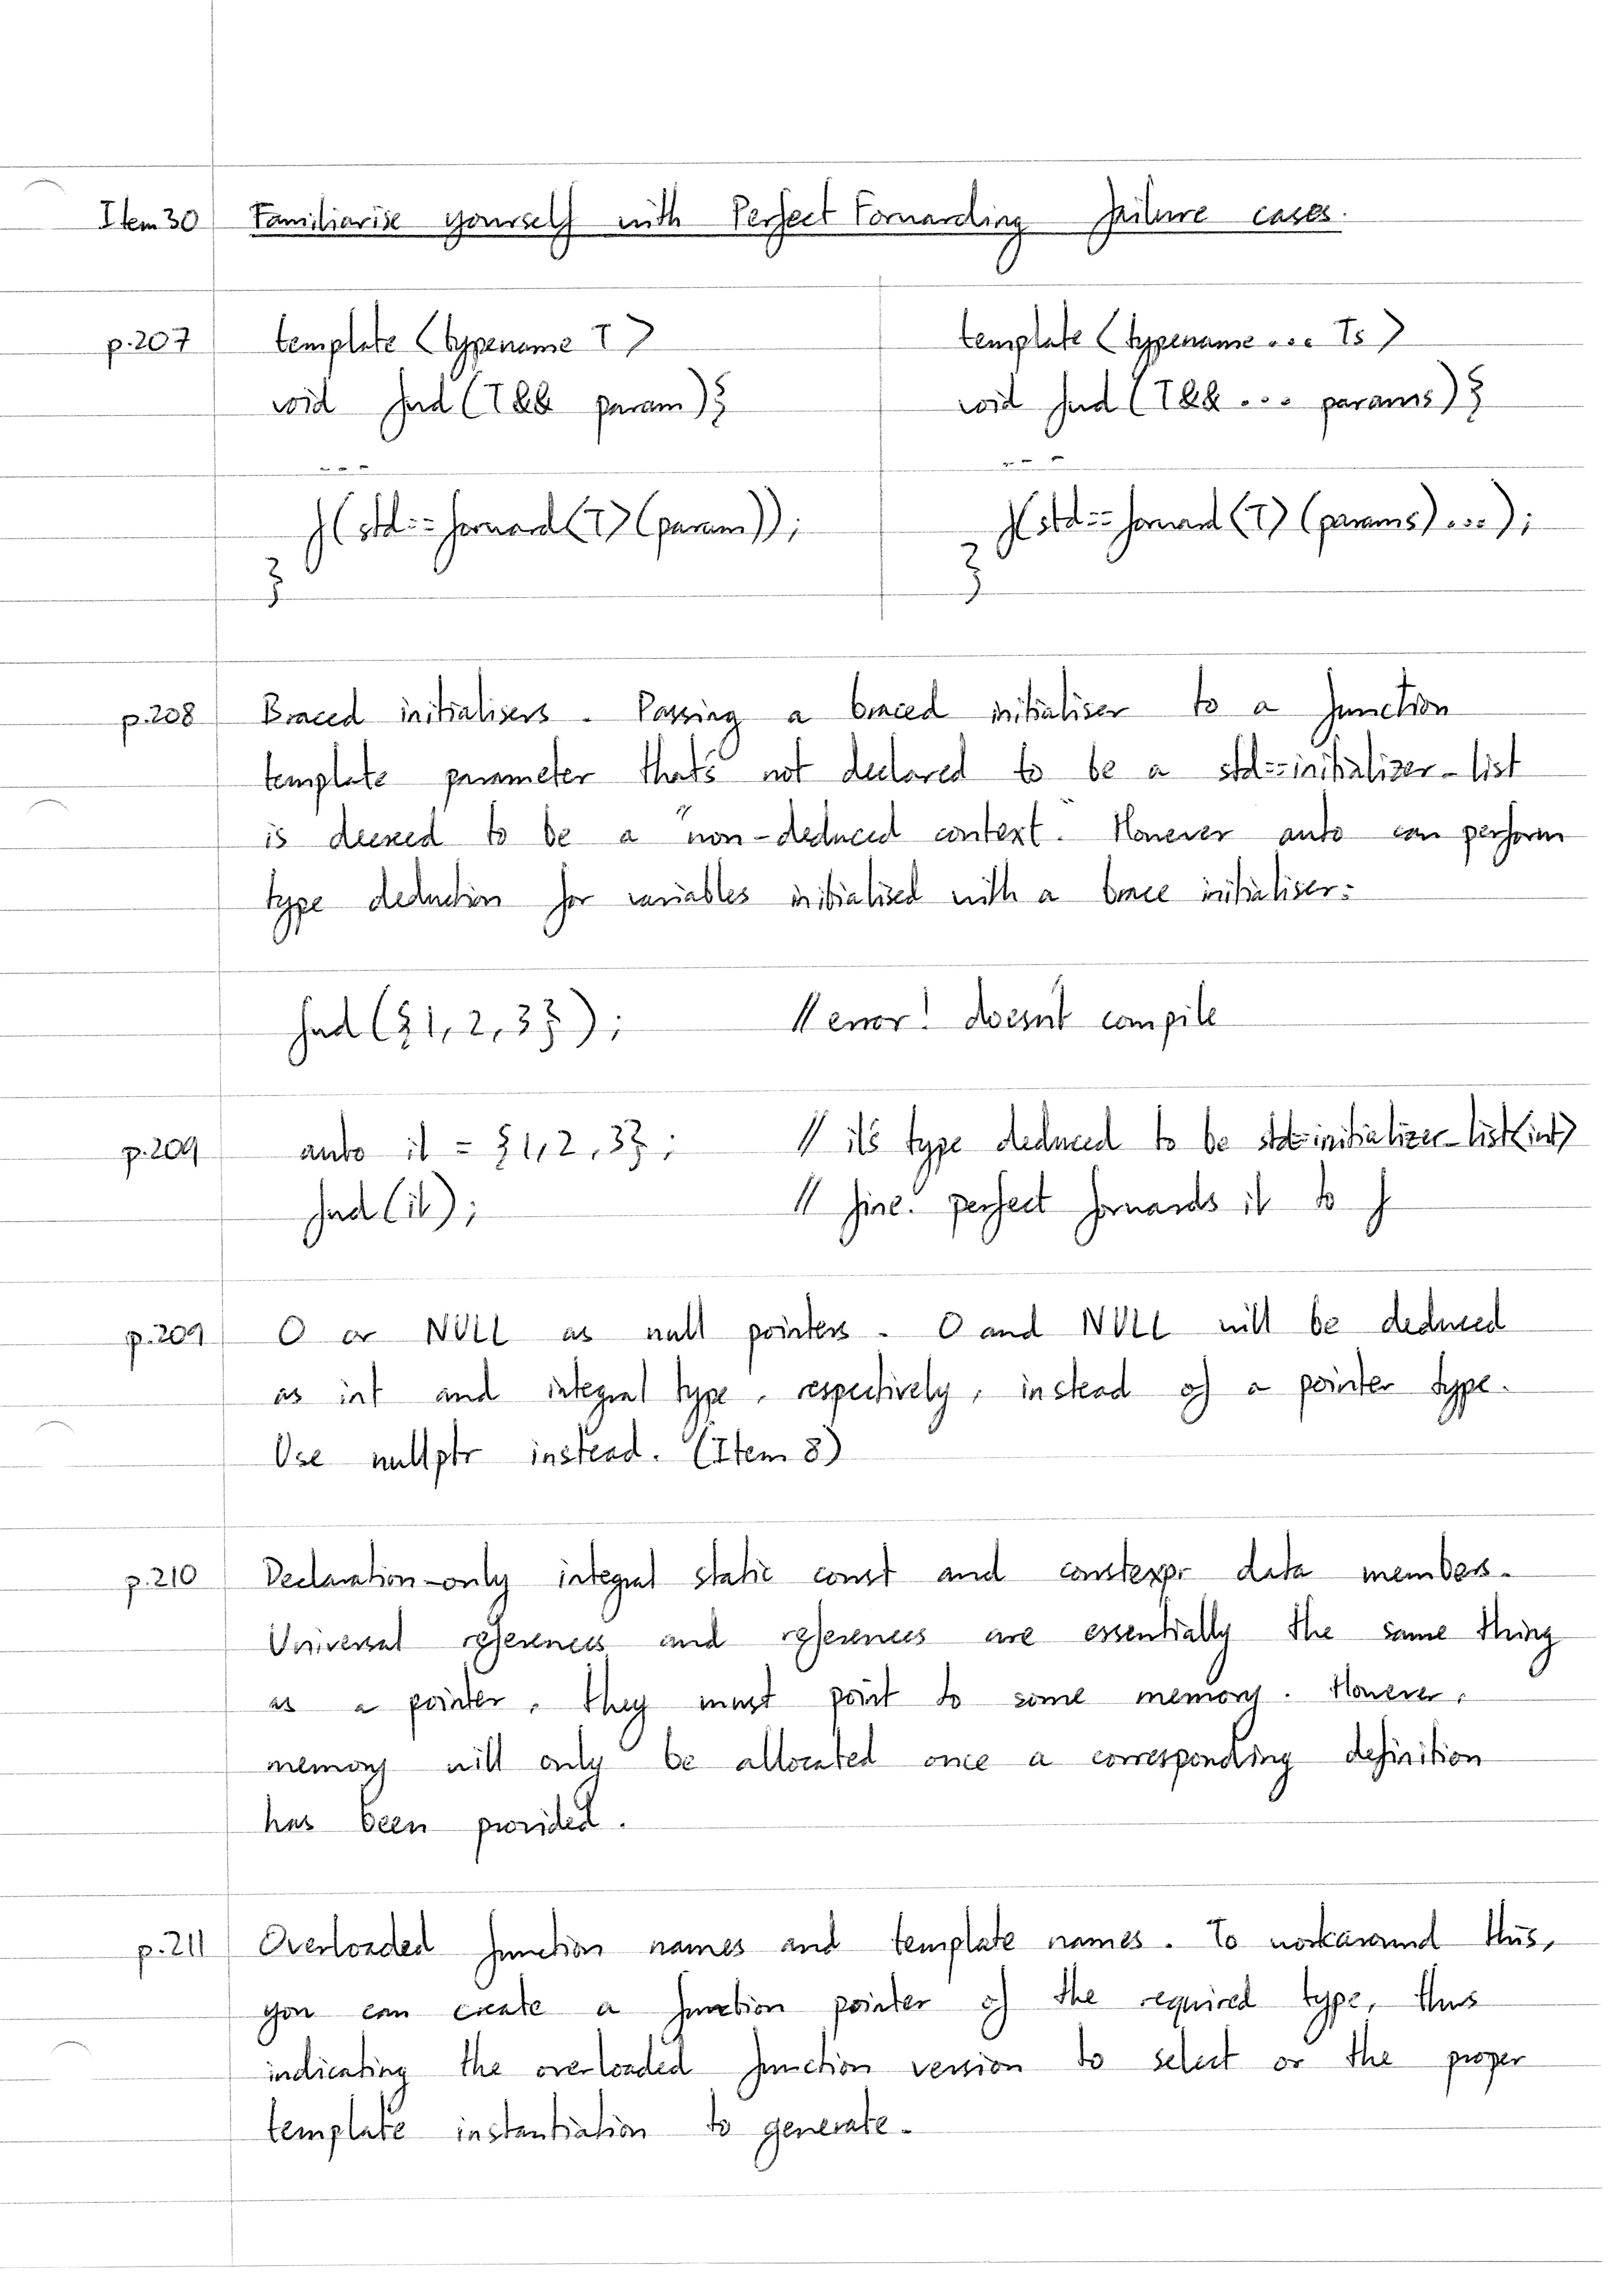 Item 30 Familiarise yourself with Perfect Forwarding failure cases.
p.207 template <typename T>
void fwd(T&& param){
---
f(std::forward<T>(param));
}
template <typename... Ts>
void fwd(T&&... params){
---
f(std::forward<T>(params)...);
}
p.208 Braced initialisers. Passing a braced initialiser to a function
template parameter that's not declared to be a std::initializer_list
is deemed to be a "non-deduced context". However auto can perform
type deduction for variables initialised with a brace initialiser:
fwd({1, 2, 3}); // error! doesn't compile
p.209 auto il = {1, 2, 3}; // il's type deduced to be std::initializer_list<int>
fwd(il); // fine. perfect forwards il to f
p.209 0 or NULL as null pointers. 0 and NULL will be deduced
as int and integral type, respectively, instead of a pointer type.
Use nullptr instead. (Item 8)
p.210 Declaration-only integral static const and constexpr data members.
Universal references and references are essentially the same thing
as a pointer, they must point to some memory. However,
memory will only be allocated once a corresponding definition
has been provided.
p.211 Overloaded function names and template names. To workaround this,
you can create a function pointer of the required type, thus
indicating the overloaded function version to select or the proper
template instantiation to generate.